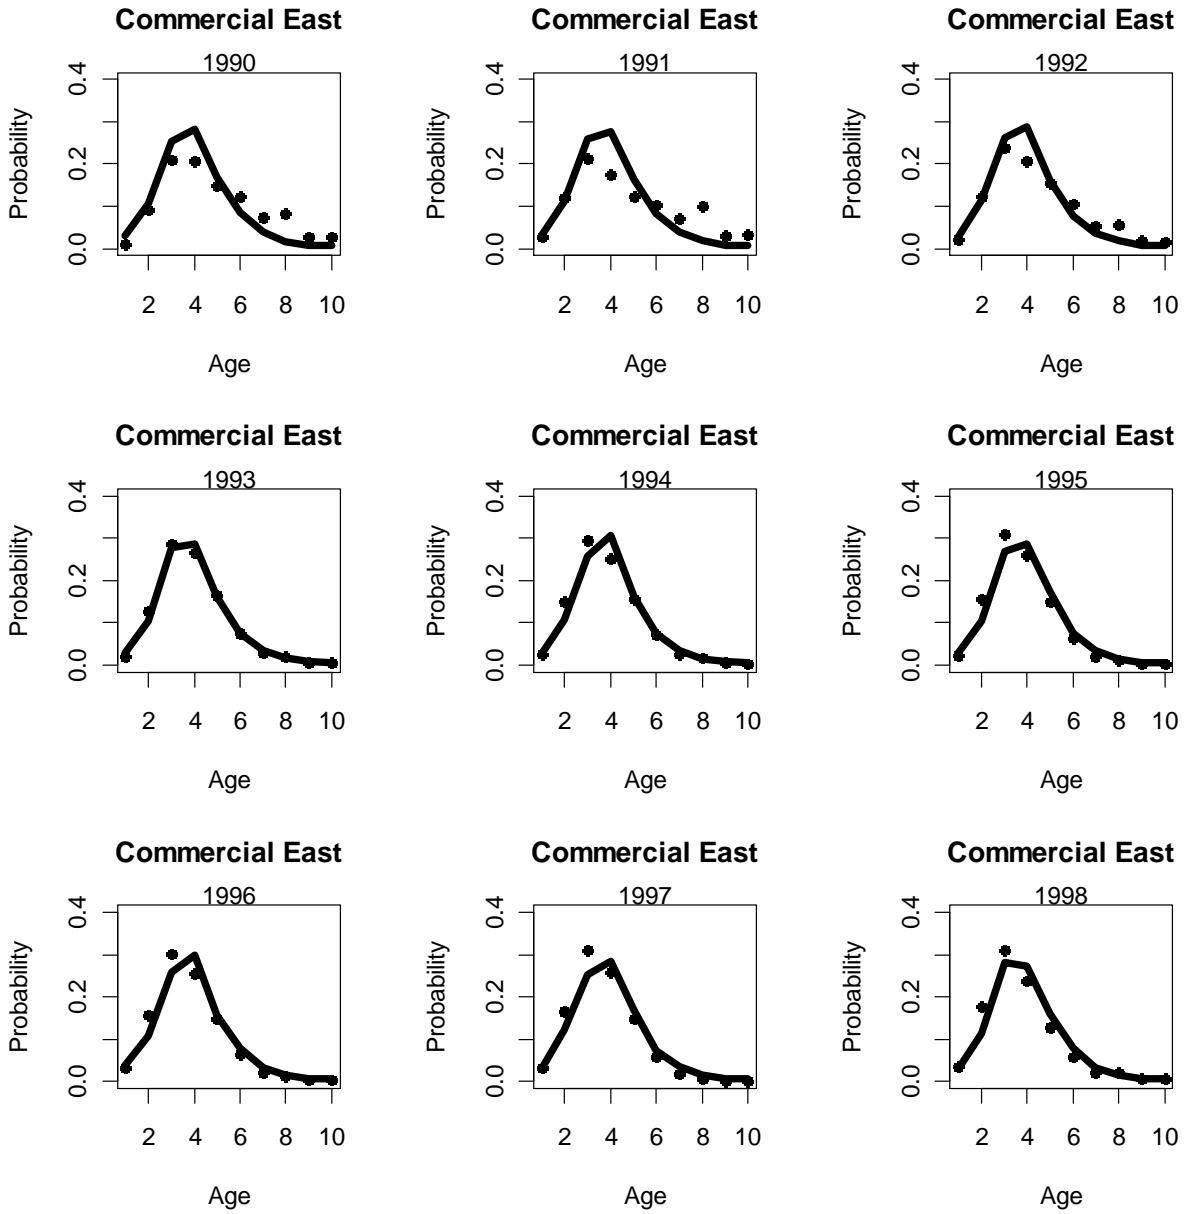 Commercial East Commercial East Commercial East
1990 1991 1992
Probability Probability Probability
0.4 0.4 0.4
0.2 0.2 0.2
0.0 0.0 0.0
2 4 6 8 10 2 4 6 8 10 2 4 6 8 10
Age Age Age
Commercial East Commercial East Commercial East
1993 1994 1995
Probability Probability Probability
0.4 0.4 0.4
0.2 0.2 0.2
0.0 0.0 0.0
2 4 6 8 10 2 4 6 8 10 2 4 6 8 10
Age Age Age
Commercial East Commercial East Commercial East
1996 1997 1998
Probability Probability Probability
0.4 0.4 0.4
0.2 0.2 0.2
0.0 0.0 0.0
2 4 6 8 10 2 4 6 8 10 2 4 6 8 10
Age Age Age